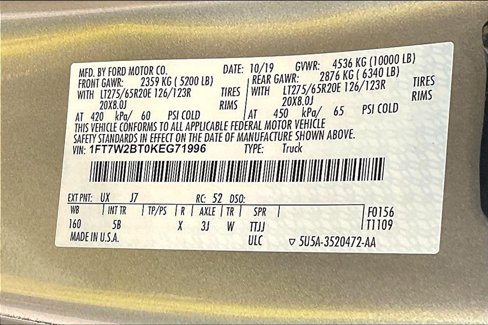 MFD. BY FORD MOTOR CO. 10/19 GVWR: 4536 KG (10000 LB)
FRONT GAWR: 2359 KG (5200 LB) REAR GAWR: 2876 KG (6340 LB)
WITH LT275/65R20E 126/123R TIRES WITH LT275/65R20E 126/123R TIRES
20X8.0J RIMS 20X8.0J RIMS
AT 420 kPa/ 60 PSI COLD AT 450 kPa/ 65 PSI COLD
THIS VEHICLE CONFORMS TO ALL APPLICABLE FEDERAL MOTOR VEHICLE
SAFETY STANDARDS IN EFFECT ON THE DATE OF MANUFACTURE SHOWN ABOVE.
VIN: 1FT7W2BT0KEG71996 TYPE: Truck
EXT PNT: UX J7 RC: 52 DSO:
WB INT TR TP/PS R AXLE TR SPR F0156
160 5B X 3J W TTJJ T1109
MADE IN U.S.A. ULC ▽ 5U5A-3520472-AA